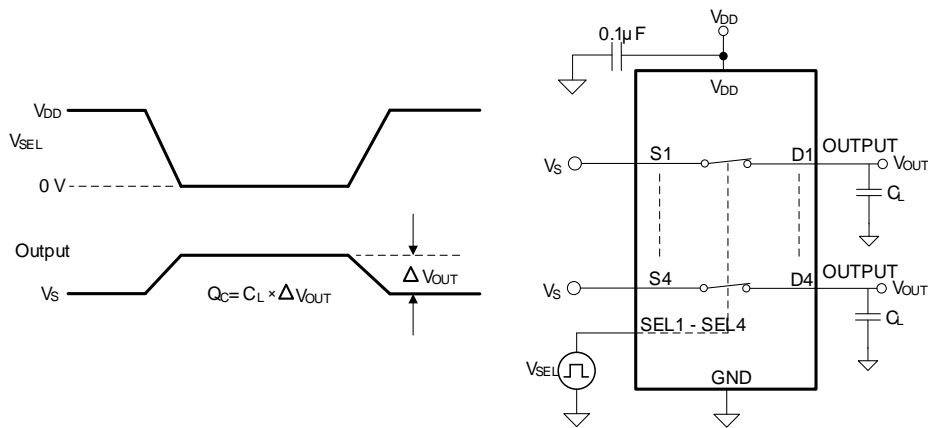 VDD
VSEL
0 V
Output
VS
QC= CL × ΔVOUT
Δ VOUT
VDD
0.1µF
VDD
VS
S1
D1
OUTPUT
VOUT
CL
VS
S4
D4
OUTPUT
VOUT
CL
SEL1 - SEL4
VSEL
GND